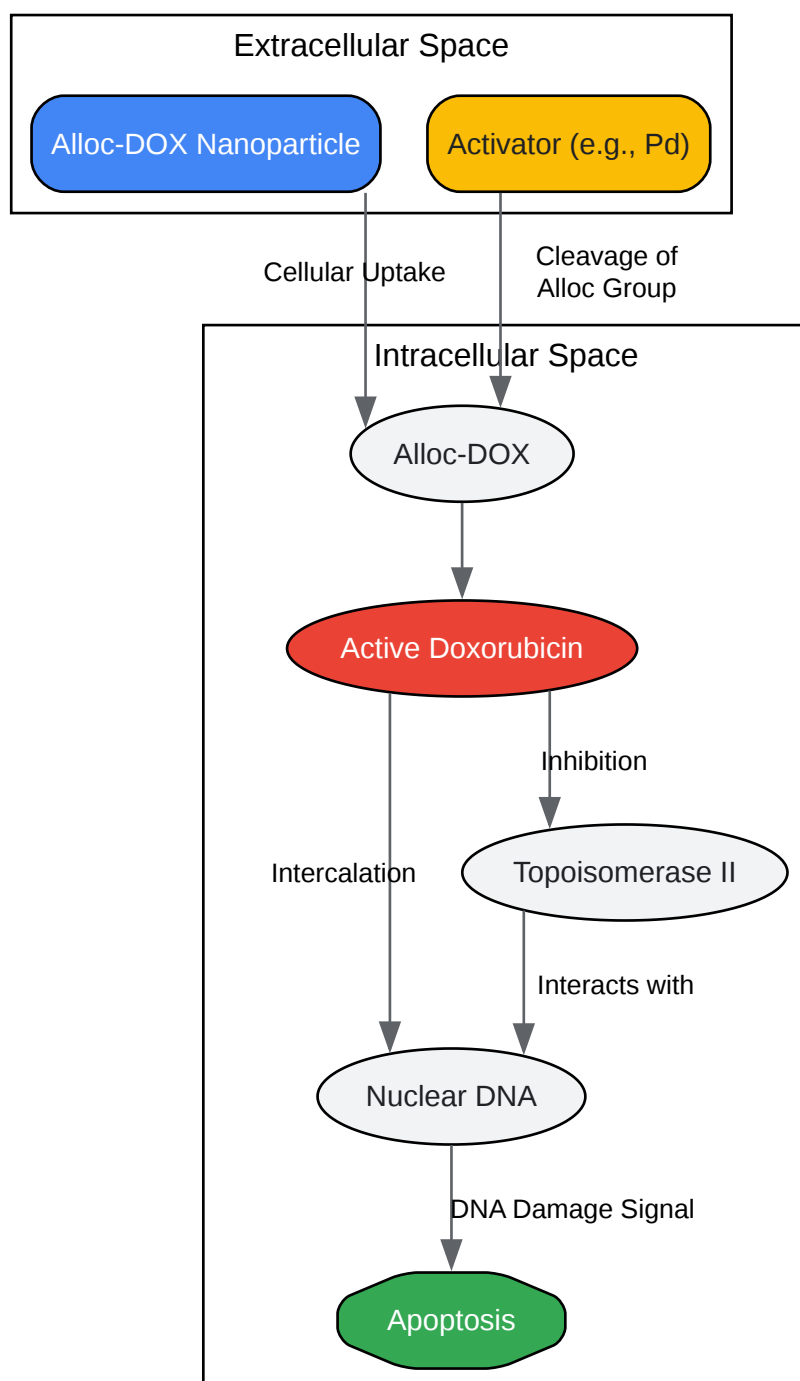 Extracellular Space
Alloc-DOX Nanoparticle
Activator (e.g., Pd)
Cellular Uptake
Cleavage of
Alloc Group
Intracellular Space
Alloc-DOX
Active Doxorubicin
Inhibition
Intercalation
Topoisomerase II
Interacts with
Nuclear DNA
DNA Damage Signal
Apoptosis